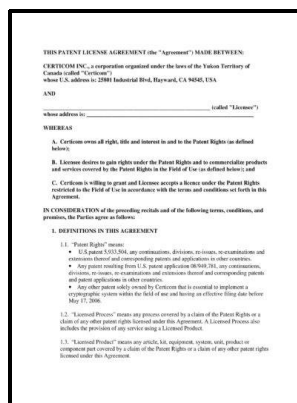 THIS PATENT LICENSE AGREEMENT (the "Agreement") MADE BETWEEN:
CERTICOM INC., a corporation organized under the laws of the Yukon Territory of
Canada (called "Certicom")
whose U.S. address is: 25801 Industrial Blvd, Hayward, CA 94545, USA
AND
(called "Licensee")
whose address is:
WHEREAS
A. Certicom owns all right, title and interest in and to the Patent Rights (as defined
below);
B. Licensee desires to gain rights under the Patent Rights and to commercialize products
and services covered by the Patent Rights in the Field of Use (as defined below); and
C. Certicom is willing to grant and Licensee accepts a licence under the Patent Rights
restricted to the Field of Use in accordance with the terms and conditions set forth in this
Agreement.
IN CONSIDERATION of the preceding recitals and of the following terms, conditions, and
promises, the Parties agree as follows:
1. DEFINITIONS IN THIS AGREEMENT
1.1. "Patent Rights" means:
• U.S.patent 5,933,504, any continuations, divisions, re-issues, re-examinations and
extensions thereof and corresponding patents and applications in other countries.
• Any patent resulting from U.S. patent application 08/949,781, any continuations,
divisions, re-issues, re-examinations and extensions thereof and corresponding patents
and patent applications in other countries.
• Any other patent solely owned by Certicom that is essential to implement a
cryptographic system within the field of use and having an effective filing date before
May 17, 2006.
1.2. "Licensed Process" means any process covered by a claim of the Patent Rights or a
claim of any other patent rights licensed under this Agreement. A Licensed Process also
includes the provision of any service using a Licensed Product.
1.3. "Licensed Product" means any article, kit, equipment, system, unit, product or
component part covered by a claim of the Patent Rights or a claim of any other patent rights
licensed under this Agreement.